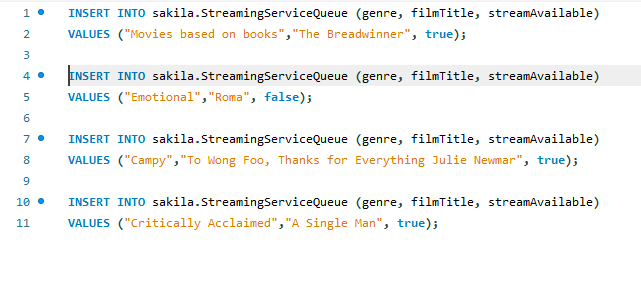 1 INSERT INTO sakila.StreamingServiceQueue (genre, filmTitle, streamAvailable)
2 VALUES ("Movies based on books","The Breadwinner", true);
3
4 INSERT INTO sakila.StreamingServiceQueue (genre, filmTitle, streamAvailable)
5 VALUES ("Emotional","Roma", false);
6
7 INSERT INTO sakila.StreamingServiceQueue (genre, filmTitle, streamAvailable)
8 VALUES ("Campy","To Wong Foo, Thanks for Everything Julie Newmar", true);
9
10 INSERT INTO sakila.StreamingServiceQueue (genre, filmTitle, streamAvailable)
11 VALUES ("Critically Acclaimed","A Single Man", true);